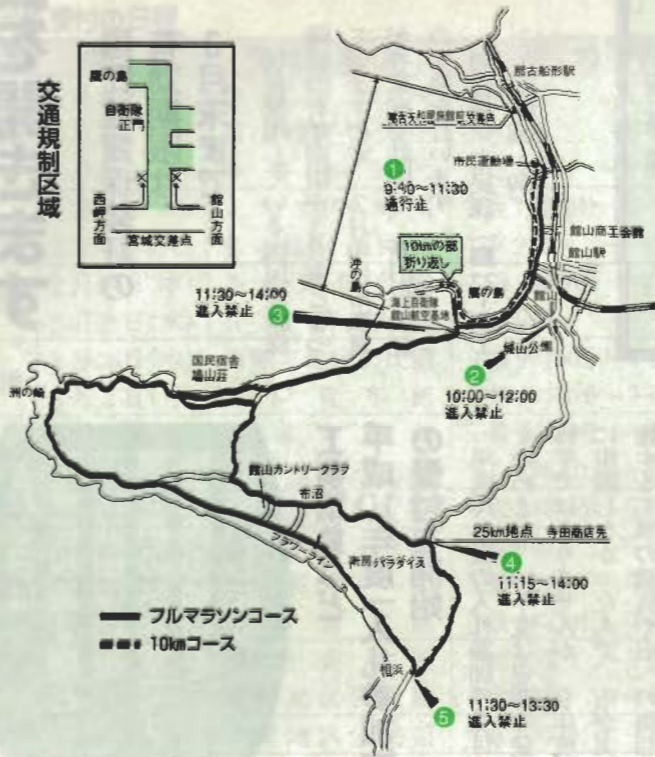 交通規制区域
鷹の島
自衛隊
正門
西岬方面
館山方面
宮城交差点
那古船形駅
市民運動場
①
9:40～11:30
通行止
館山商工会館
館山駅
10kmの部
折り返し
沖の島
鷹の島
館山
海上自衛隊
館山航空基地
11:30～14:00
進入禁止
③
城山公園
②
10:00～12:00
進入禁止
国民宿舎
鳩山荘
洲の崎
館山カントリークラブ
布沼
フラワーライン
南房パラダイス
25km地点 寺田商店先
④
11:15～14:00
進入禁止
フルマラソンコース
10kmコース
相浜
⑤
11:30～13:30
進入禁止